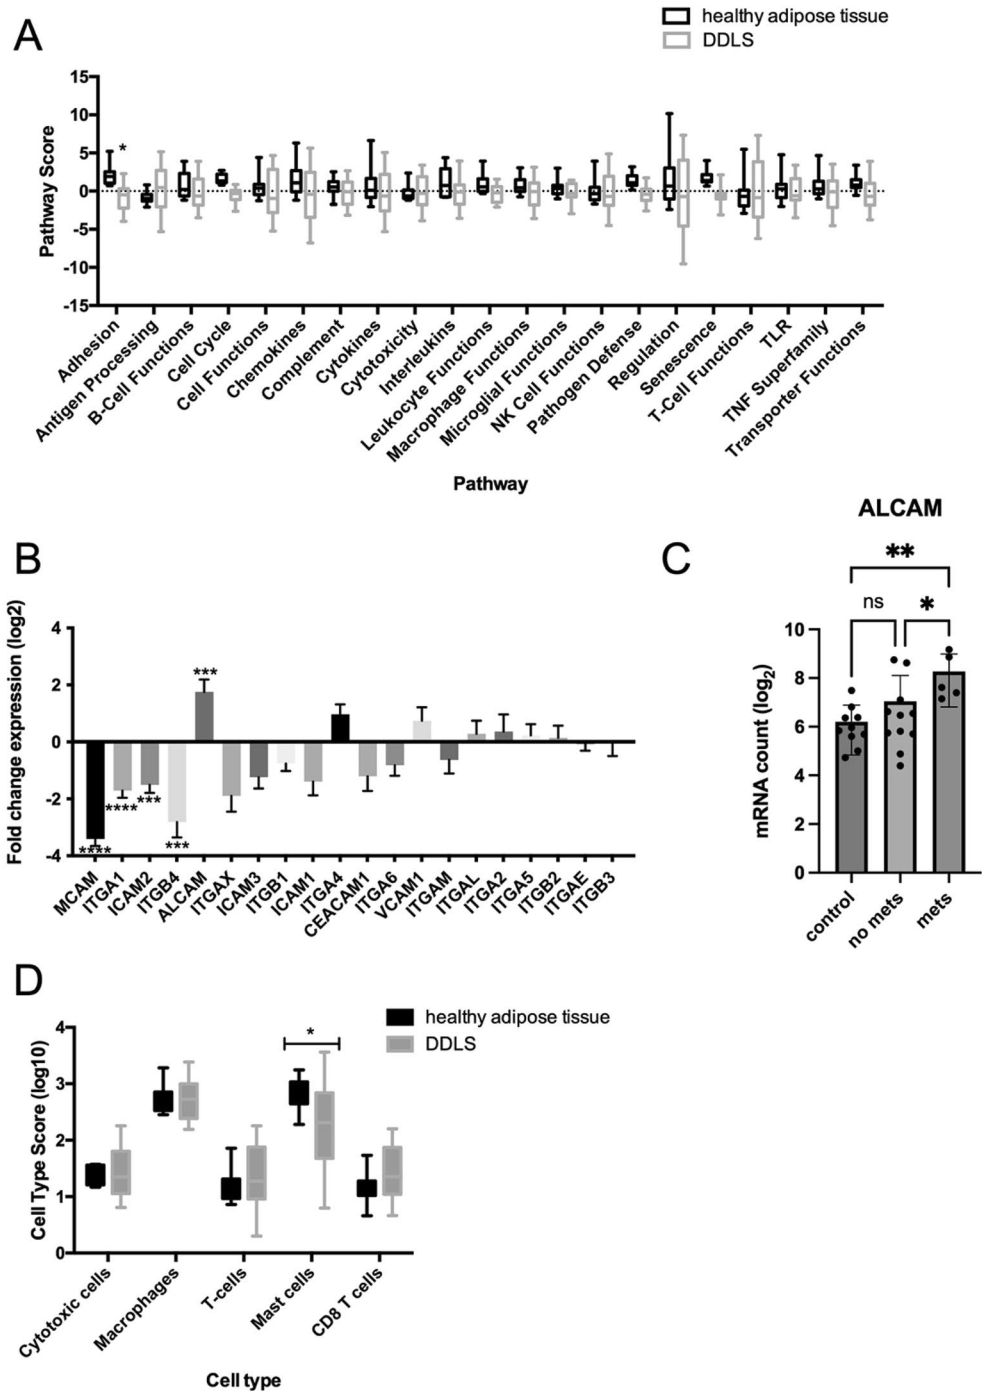 A
healthy adipose tissue
DDLS
Pathway Score
15
10
5
0
-5
-10
-15
*
Adhesion
Antigen Processing
B-Cell Functions
Cell Cycle
Cell Functions
Chemokines
Complement
Cytokines
Cytotoxicity
Interleukins
Leukocyte Functions
Macrophage Functions
Microglial Functions
NK Cell Functions
Pathogen Defense
Regulation
Senescence
T-Cell Functions
TLR
TNF Superfamily
Transporter Functions
Pathway
B
Fold change expression (log2)
4
2
0
-2
-4
****
****
***
***
***
MCAM
ITGA1
ICAM2
ITGB4
ALCAM
ITGAX
ICAM3
ITGB1
ICAM1
ITGA4
CEACAM1
ITGA6
VCAM1
ITGAM
ITGAL
ITGA2
ITGA5
ITGB2
ITGAE
ITGB3
C
ALCAM
**
ns
*
mRNA count (log2)
10
8
6
4
2
0
control
no mets
mets
D
healthy adipose tissue
DDLS
Cell Type Score (log10)
4
3
2
1
0
*
Cytotoxic cells
Macrophages
T-cells
Mast cells
CD8 T cells
Cell type